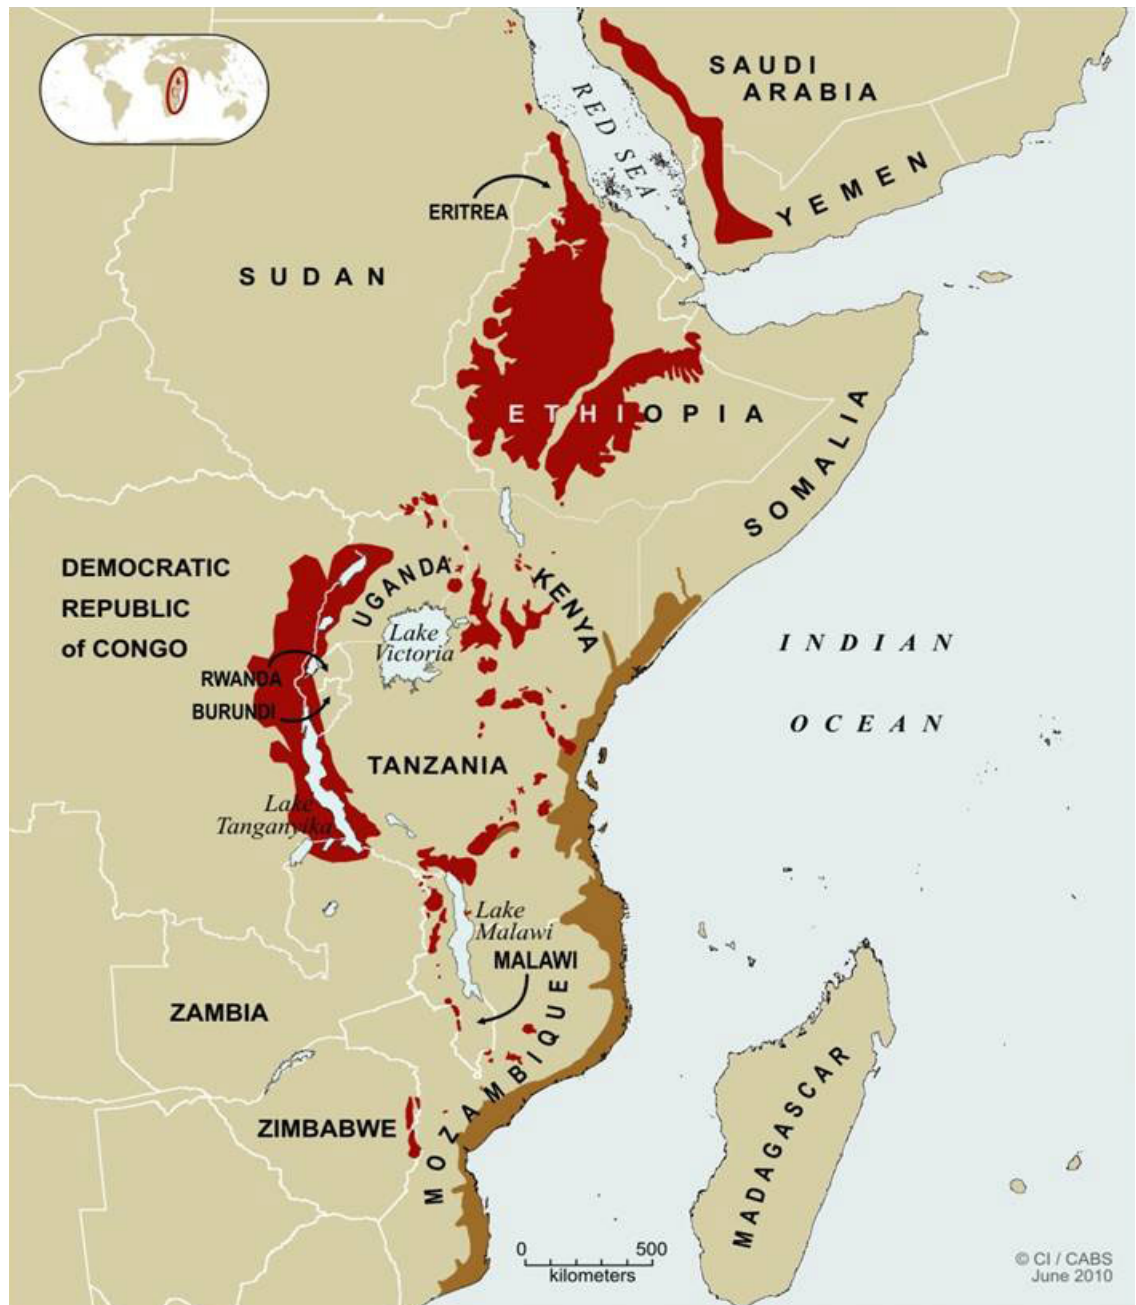 SAUDI
ARABIA
RED SEA
YEMEN
ERITREA
SUDAN
ETHIOPIA
SOMALIA
DEMOCRATIC
REPUBLIC
of CONGO
UGANDA
KENYA
Lake
Victoria
INDIAN
OCEAN
RWANDA
BURUNDI
TANZANIA
Lake
Tanganyika
Lake
Malawi
MALAWI
ZAMBIA
MOZAMBIQUE
ZIMBABWE
MADAGASCAR
0 500
kilometers
© CI / CABS
June 2010